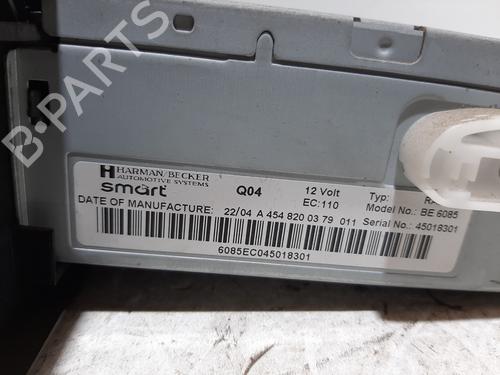 B-PARTS
HARMAN/BECKER
AUTOMOTIVE SYSTEMS
smart Q04 12 Volt Typ:
EC:110 Model No.: BE 6085
DATE OF MANUFACTURE: 22/04 A 454 820 03 79 011 Serial No.: 45018301
6085EC045018301